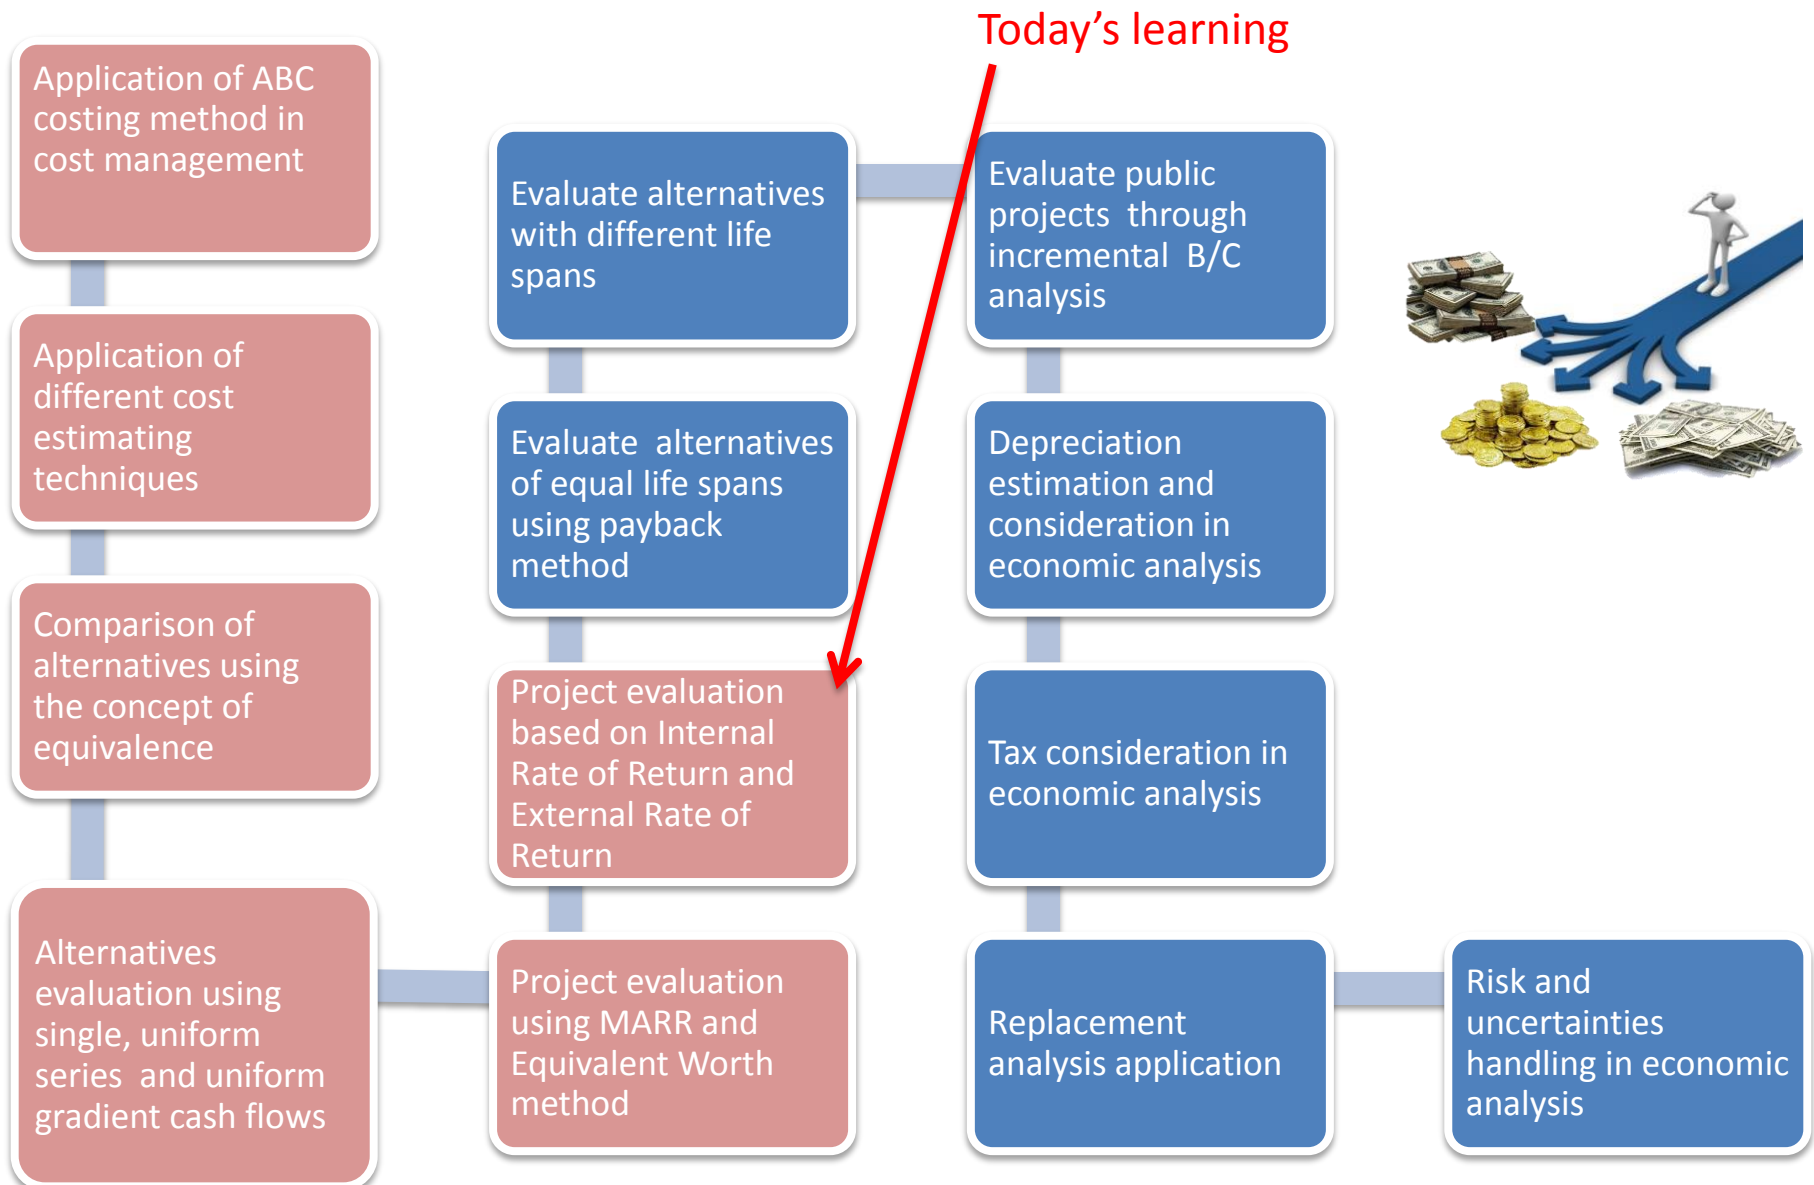 Today's learning
Application of ABC
costing method in
cost management
Application of
different cost
estimating
techniques
Comparison of
alternatives using
the concept of
equivalence
Alternatives
evaluation using
single, uniform
series and uniform
gradient cash flows
Project evaluation
using MARR and
Equivalent Worth
method
Project evaluation
based on Internal
Rate of Return and
External Rate of
Return
Evaluate alternatives
of equal life spans
using payback
method
Evaluate alternatives
with different life
spans
Evaluate public
projects through
incremental B/C
analysis
Depreciation
estimation and
consideration in
economic analysis
Tax consideration in
economic analysis
Replacement
analysis application
Risk and
uncertainties
handling in economic
analysis